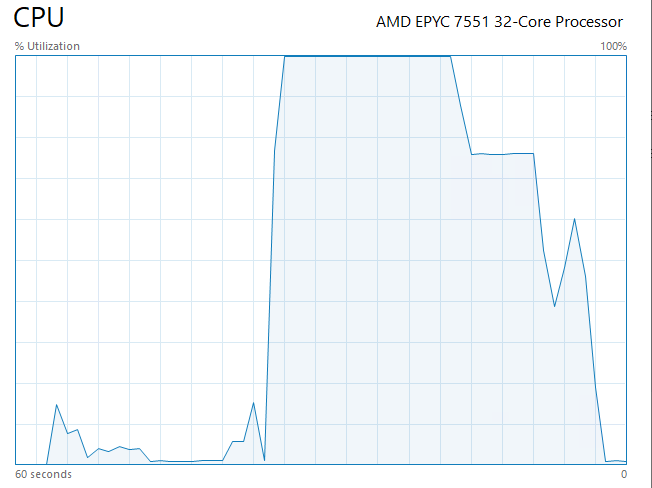 CPU
AMD EPYC 7551 32-Core Processor
% Utilization
100%
60 seconds
0